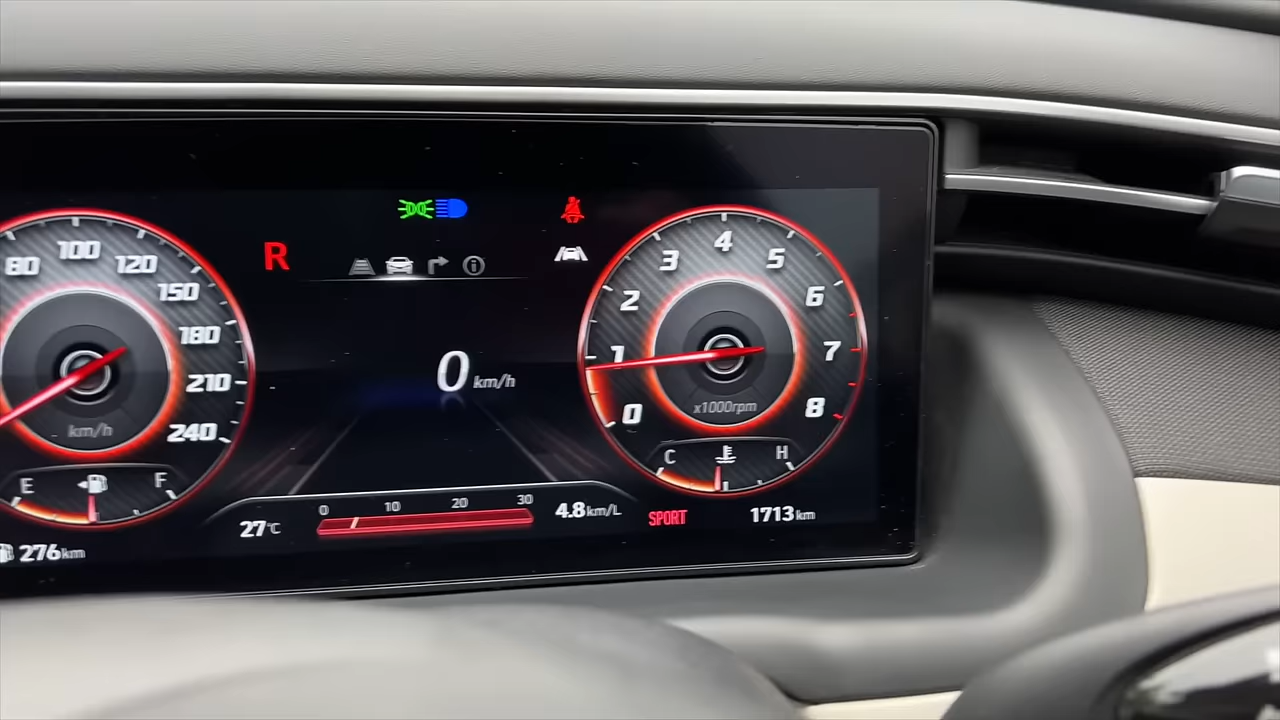 80 100 120 150 180 210 240
km/h
E F
276km
R
0 km/h
27°C
0 10 20 30
4.8km/L
0 1 2 3 4 5 6 7 8
x1000rpm
C H
SPORT 1713km